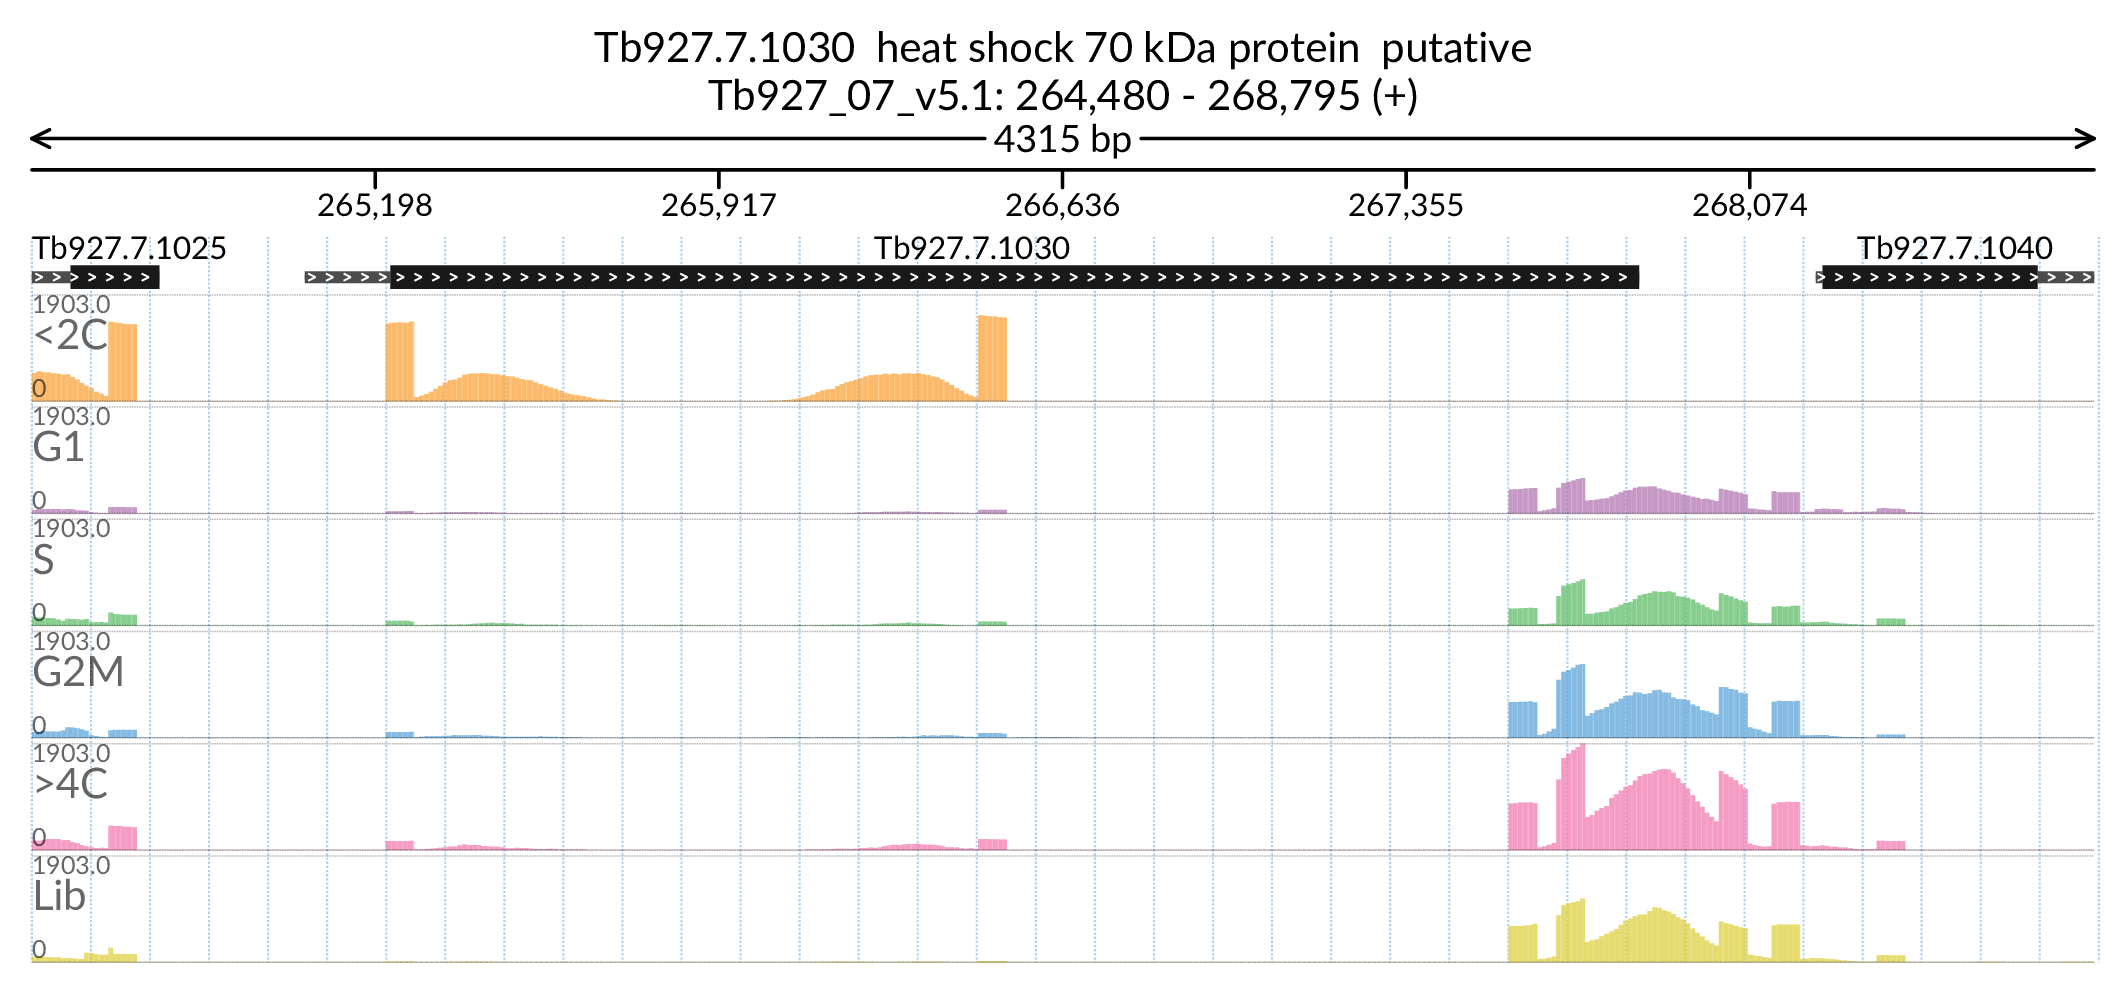 Tb927.7.1030  heat shock 70 kDa protein  putative
Tb927_07_v5.1: 264,480 - 268,795 (+)
4315 bp
265,198 265,917 266,636 267,355 268,074
Tb927.7.1025 Tb927.7.1030 Tb927.7.1040
1903.0
<2C
0
1903.0
G1
0
1903.0
S
0
1903.0
G2M
0
1903.0
>4C
0
1903.0
Lib
0